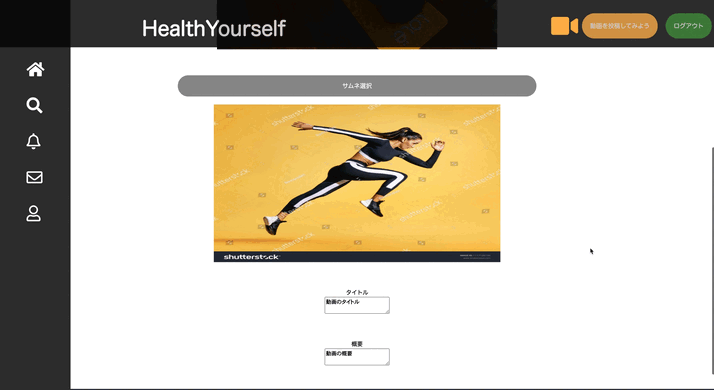 HealthYourself
動画を投稿してみよう
ログアウト
サムネ選択
shutterstock
shutterstock
タイトル
動画のタイトル
概要
動画の概要